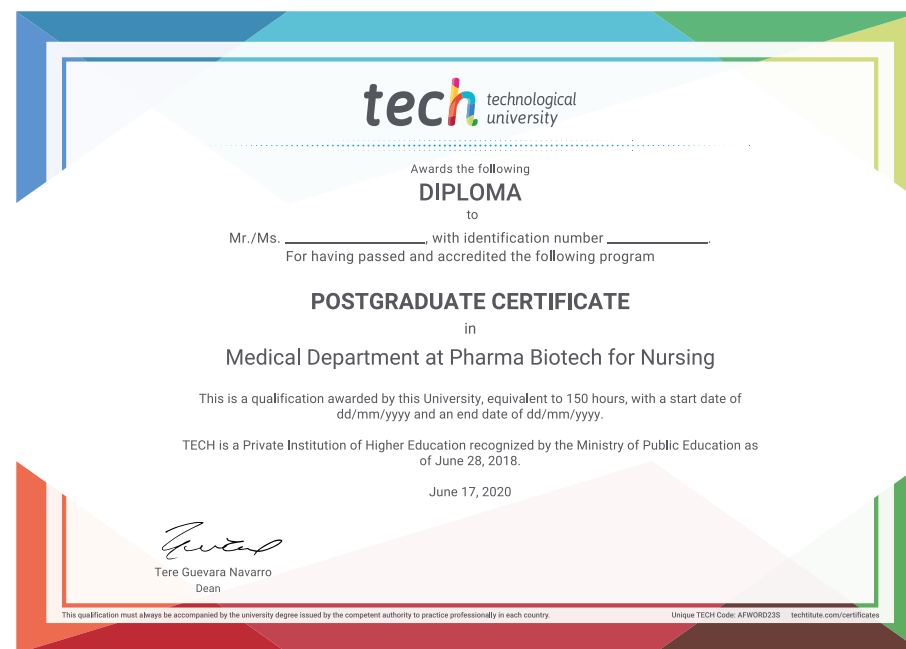 tech technological
university
Awards the following
DIPLOMA
to
Mr./Ms. ____________________, with identification number ______________.
For having passed and accredited the following program
POSTGRADUATE CERTIFICATE
in
Medical Department at Pharma Biotech for Nursing
This is a qualification awarded by this University, equivalent to 150 hours, with a start date of
dd/mm/yyyy and an end date of dd/mm/yyyy.
TECH is a Private Institution of Higher Education recognized by the Ministry of Public Education as
of June 28, 2018.
June 17, 2020
Tere Guevara Navarro
Dean
This qualification must always be accompanied by the university degree issued by the competent authority to practice professionally in each country. Unique TECH Code: AFWORD23S techtitute.com/certificates